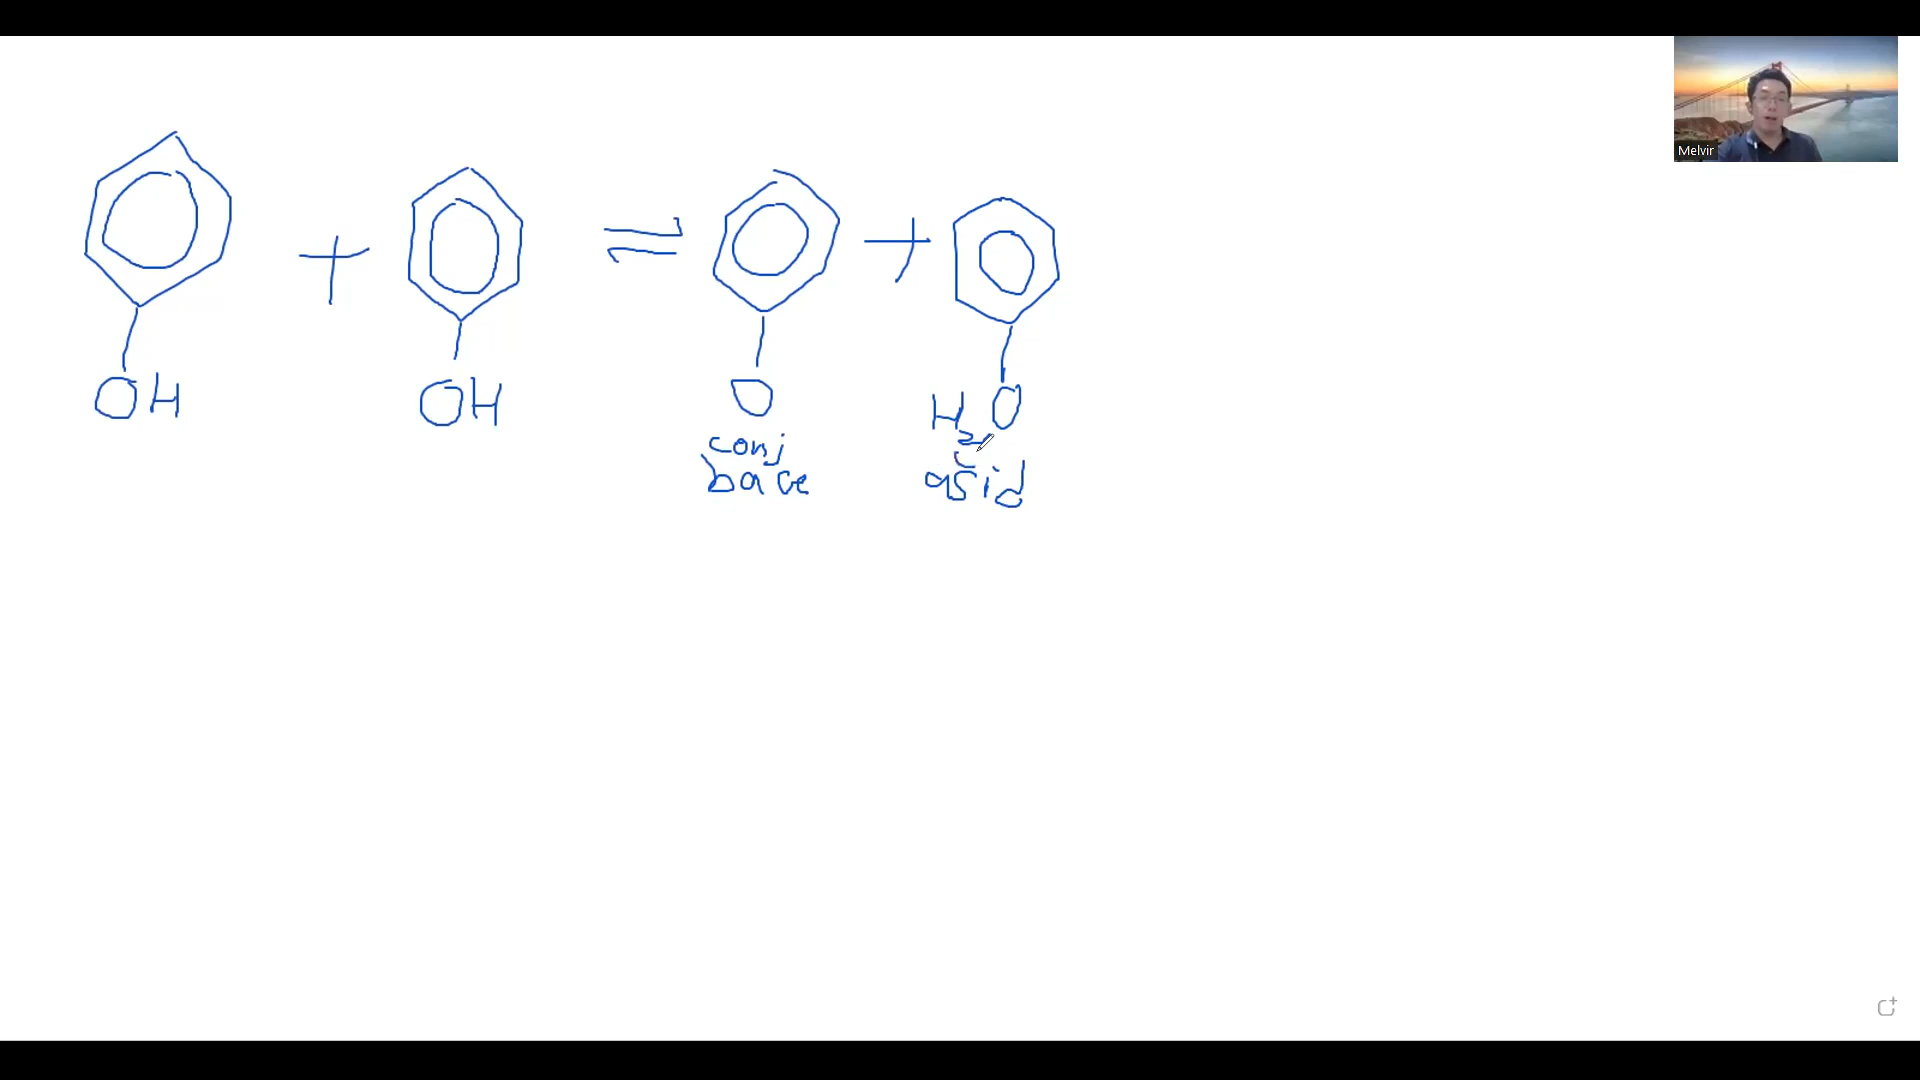 Melvir
+ ⇌ +
OH OH O H₂O
conj
base
acid